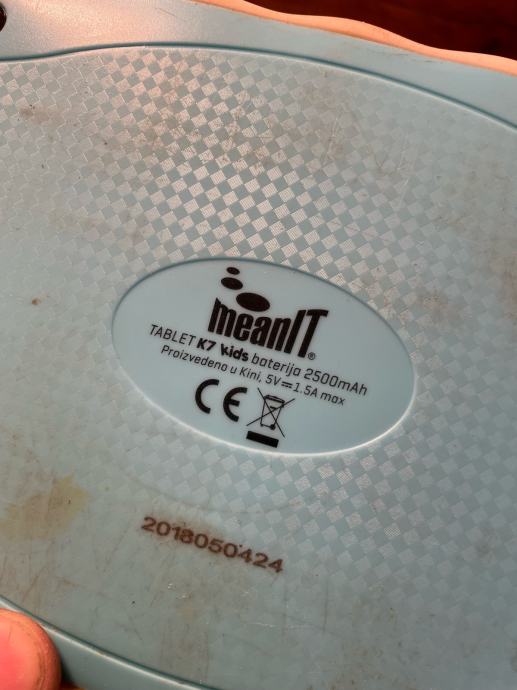 meanIT®
TABLET K7 kids baterija 2500mAh
Proizvedeno u Kini, 5V⎓1.5A max
CE
2018050424